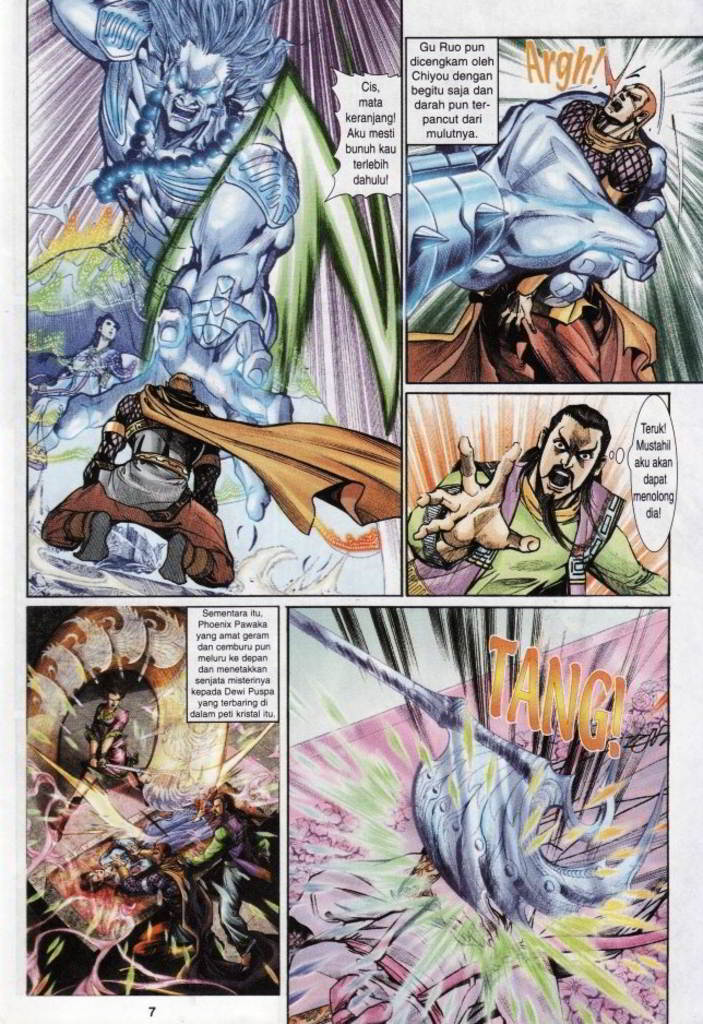 Cis,
mata
keranjang!
Aku mesti
bunuh kau
terlebih
dahulu!
Gu Ruo pun
dicengkam oleh
Chiyou dengan
begitu saja dan
darah pun ter-
pancut dari
mulutnya.
Argh!
Teruk!
Mustahil
aku akan
dapat
menolong
dia!
Sementara itu,
Phoenix Pawaka
yang amat geram
dan cemburu pun
meluru ke depan
dan menetakkan
senjata misterinya
kepada Dewi Puspa
yang terbaring di
dalam peti kristal itu.
TANG!
7